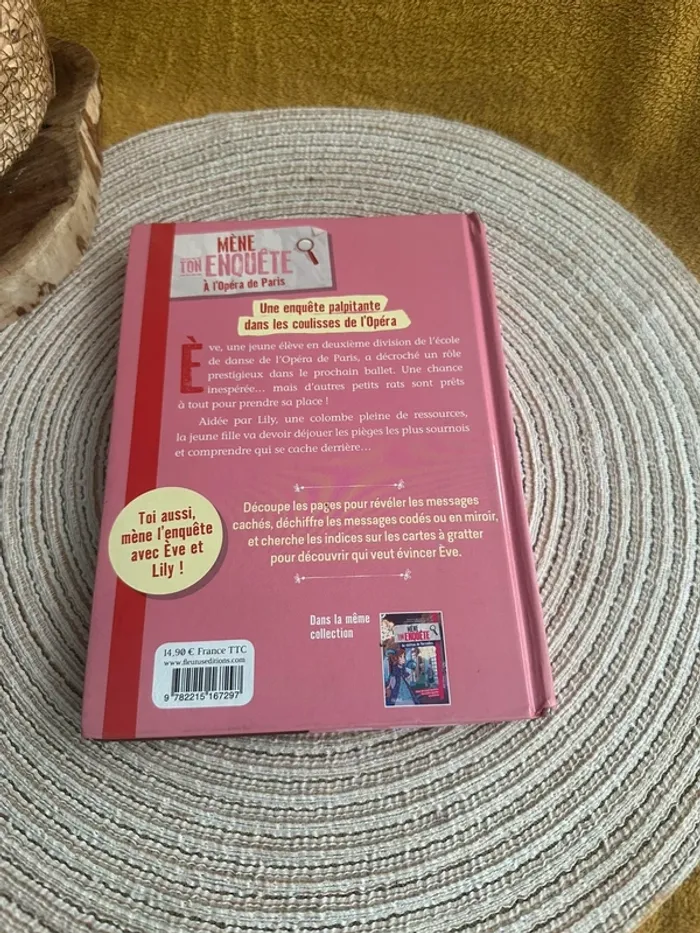 MÈNE
TON ENQUÊTE
À l'Opéra de Paris
Une enquête palpitante
dans les coulisses de l'Opéra
Ève, une jeune élève en deuxième division de l'école
de danse de l'Opéra de Paris, a décroché un rôle
prestigieux dans le prochain ballet. Une chance
inespérée… mais d'autres petits rats sont prêts
à tout pour prendre sa place !
Aidée par Lily, une colombe pleine de ressources,
la jeune fille va devoir déjouer les pièges les plus sournois
et comprendre qui se cache derrière…
Toi aussi,
mène l'enquête
avec Ève et
Lily !
Découpe les pages pour révéler les messages
cachés, déchiffre les messages codés ou en miroir,
et cherche les indices sur les cartes à gratter
pour découvrir qui veut évincer Ève.
Dans la même
collection
MÈNE
TON ENQUÊTE
14,90 € France TTC
www.fleuruseditions.com
9 782215 167297